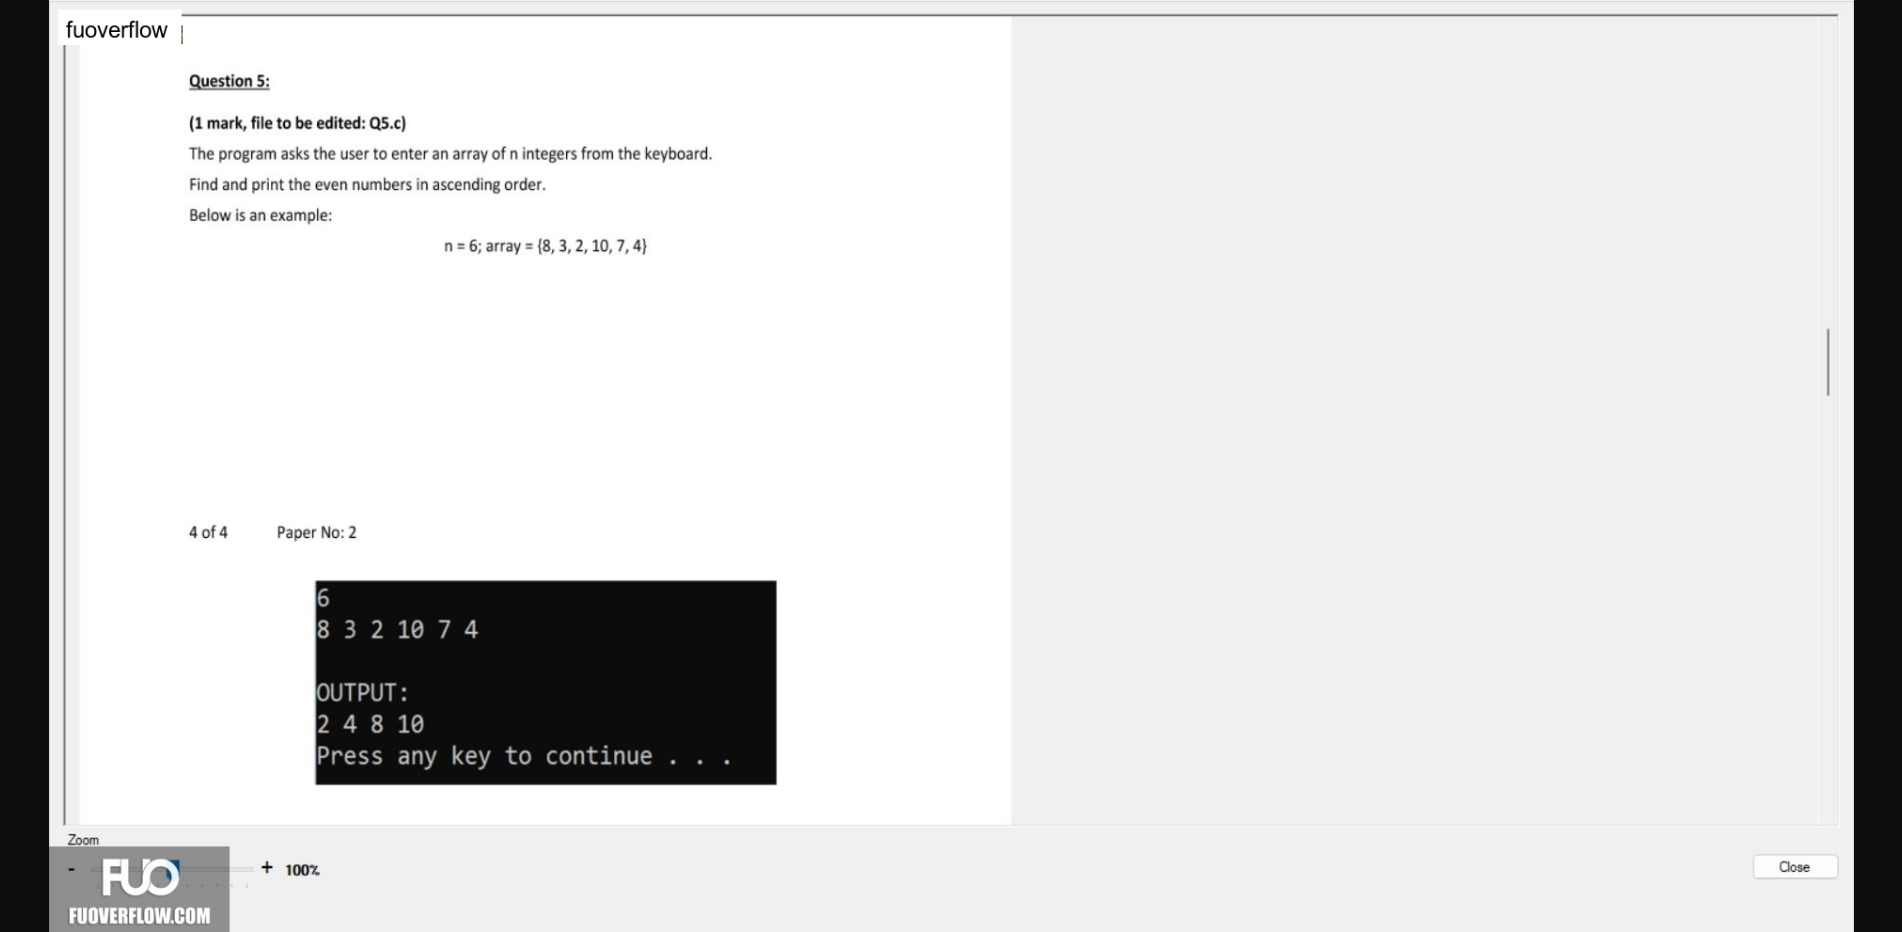 fuoverflow
Question 5:
(1 mark, file to be edited: Q5.c)
The program asks the user to enter an array of n integers from the keyboard.
Find and print the even numbers in ascending order.
Below is an example:
n = 6; array = {8, 3, 2, 10, 7, 4}
4 of 4 Paper No: 2
6
8 3 2 10 7 4
OUTPUT:
2 4 8 10
Press any key to continue . . .
Zoom
- + 100%
Close
FUO
FUOVERFLOW.COM